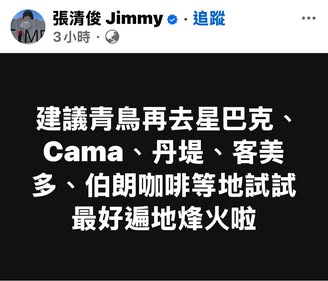 張清俊 Jimmy · 追蹤
3小時 ·
建議青鳥再去星巴克、
Cama、丹堤、客美
多、伯朗咖啡等地試試
最好遍地烽火啦